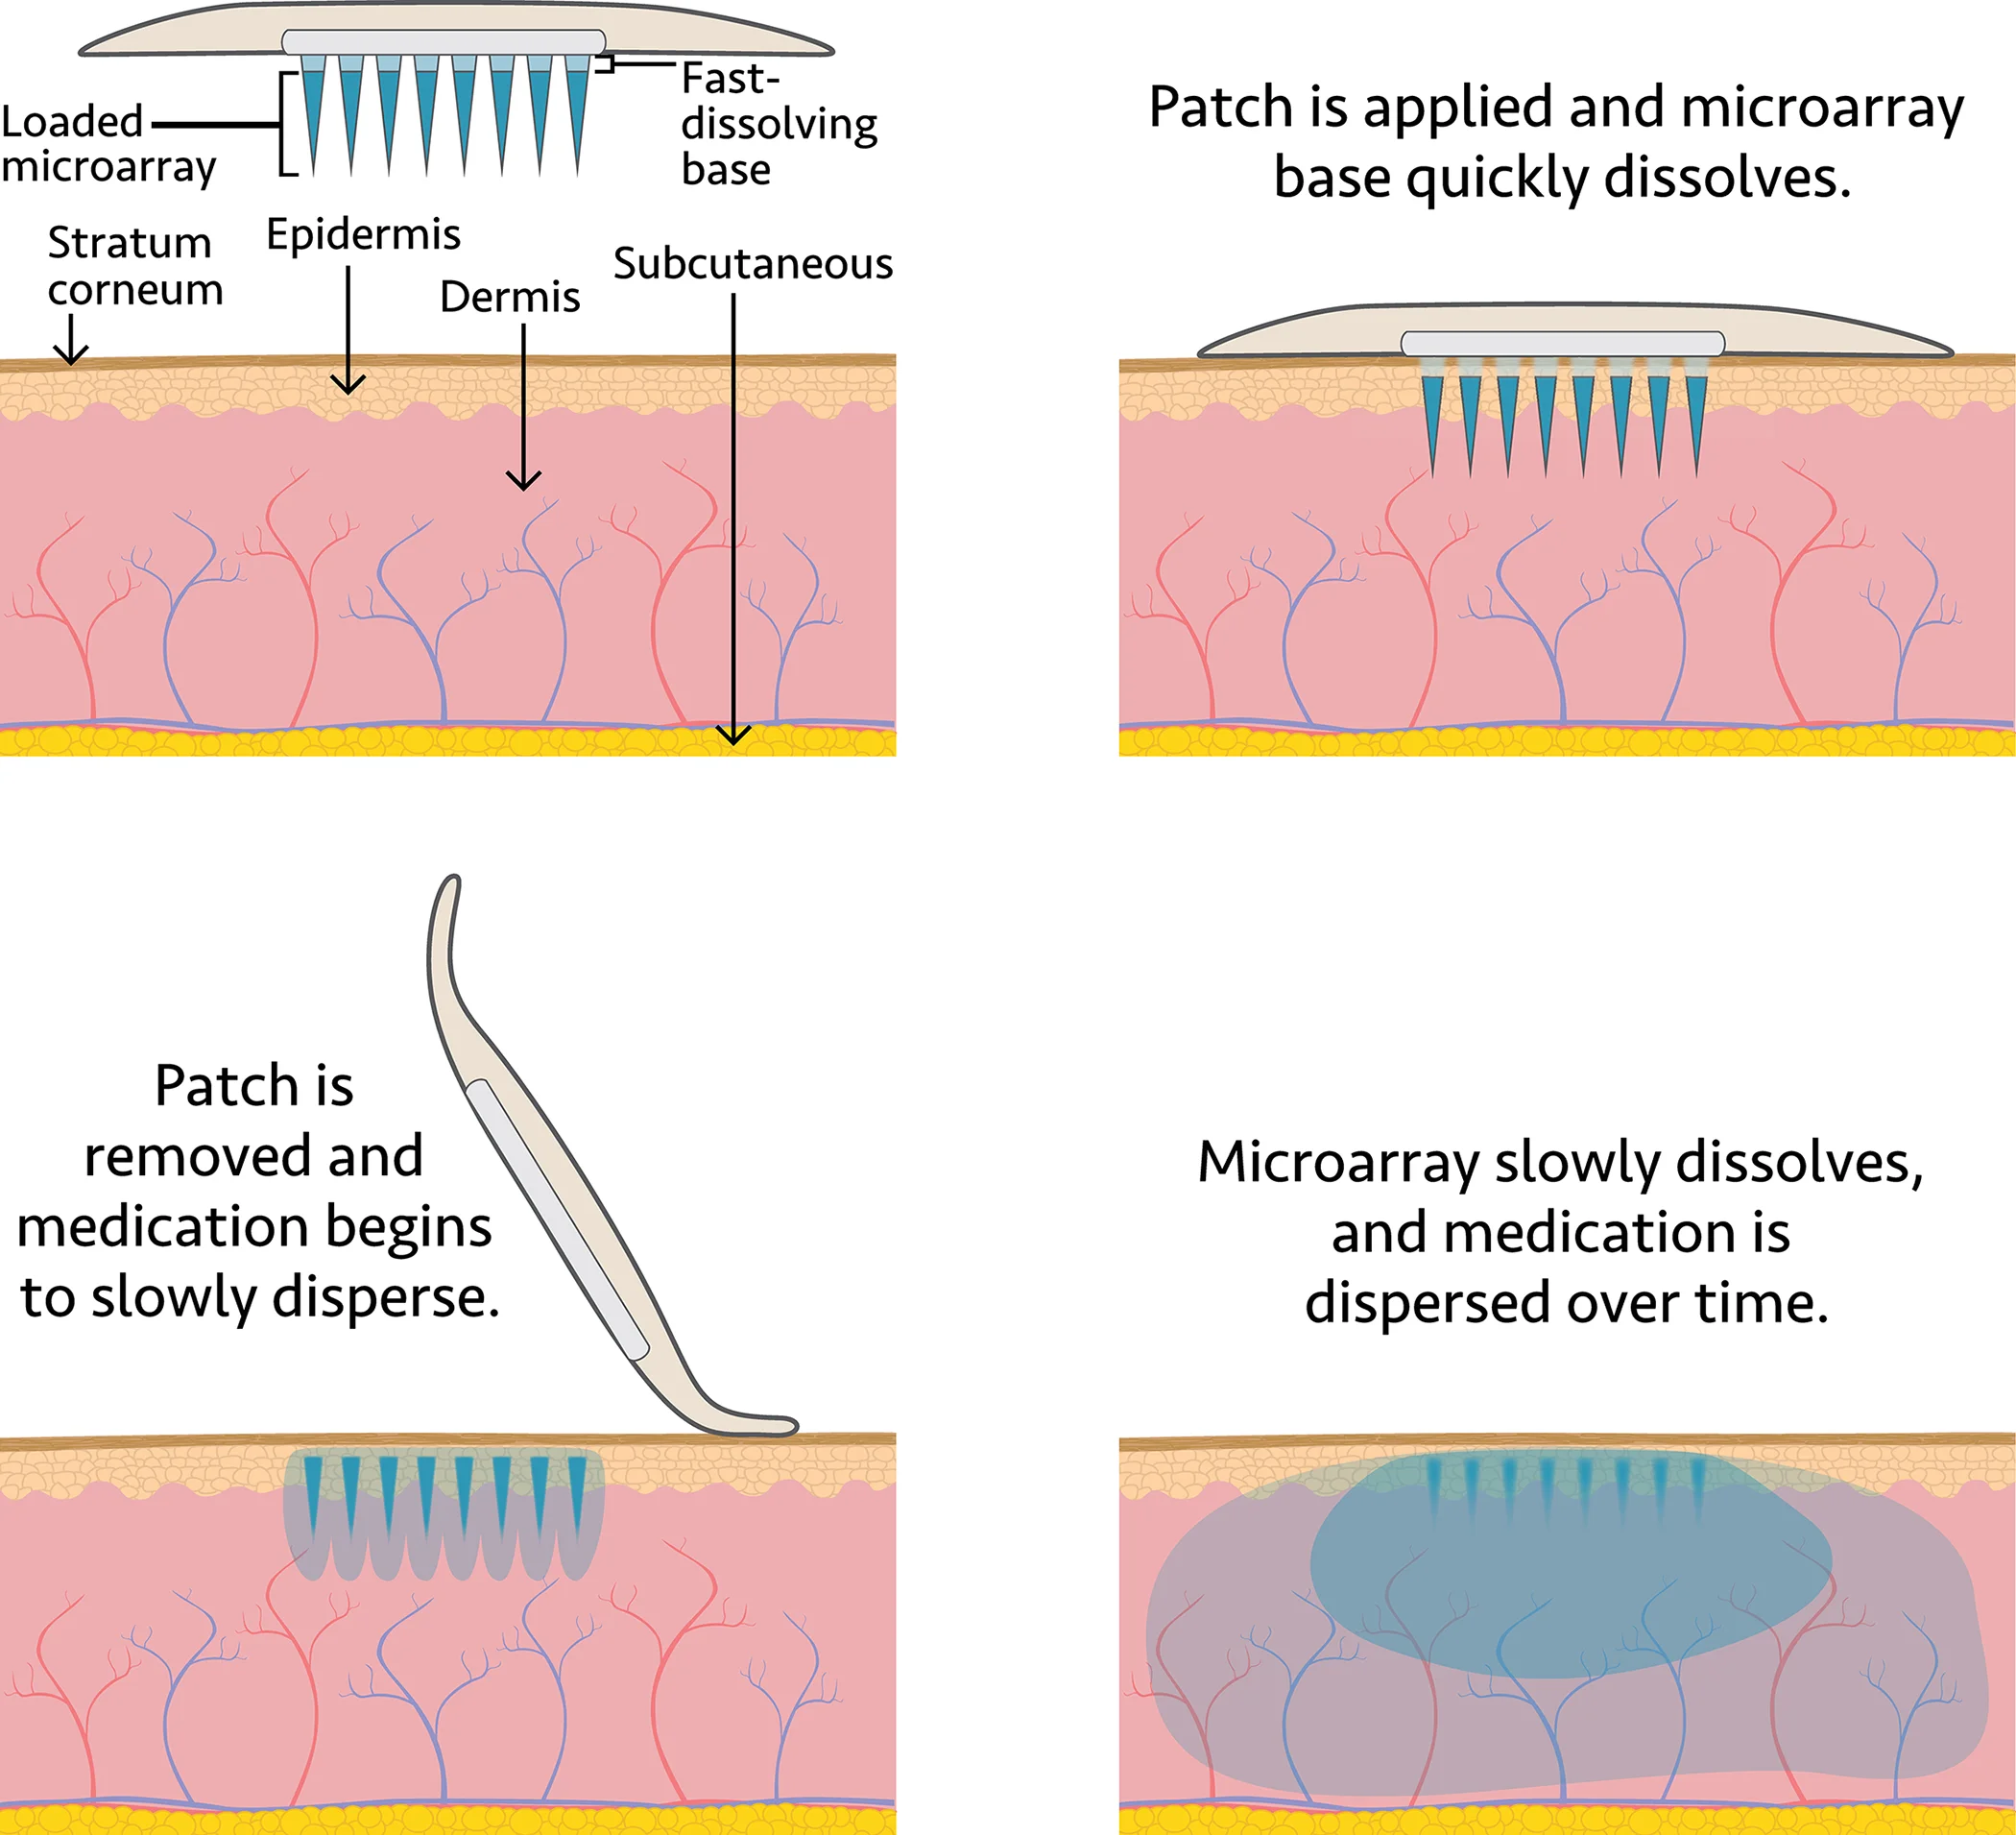 Loaded
microarray
Fast-
dissolving
base
Stratum
corneum
Epidermis
Dermis
Subcutaneous
Patch is applied and microarray
base quickly dissolves.
Patch is
removed and
medication begins
to slowly disperse.
Microarray slowly dissolves,
and medication is
dispersed over time.